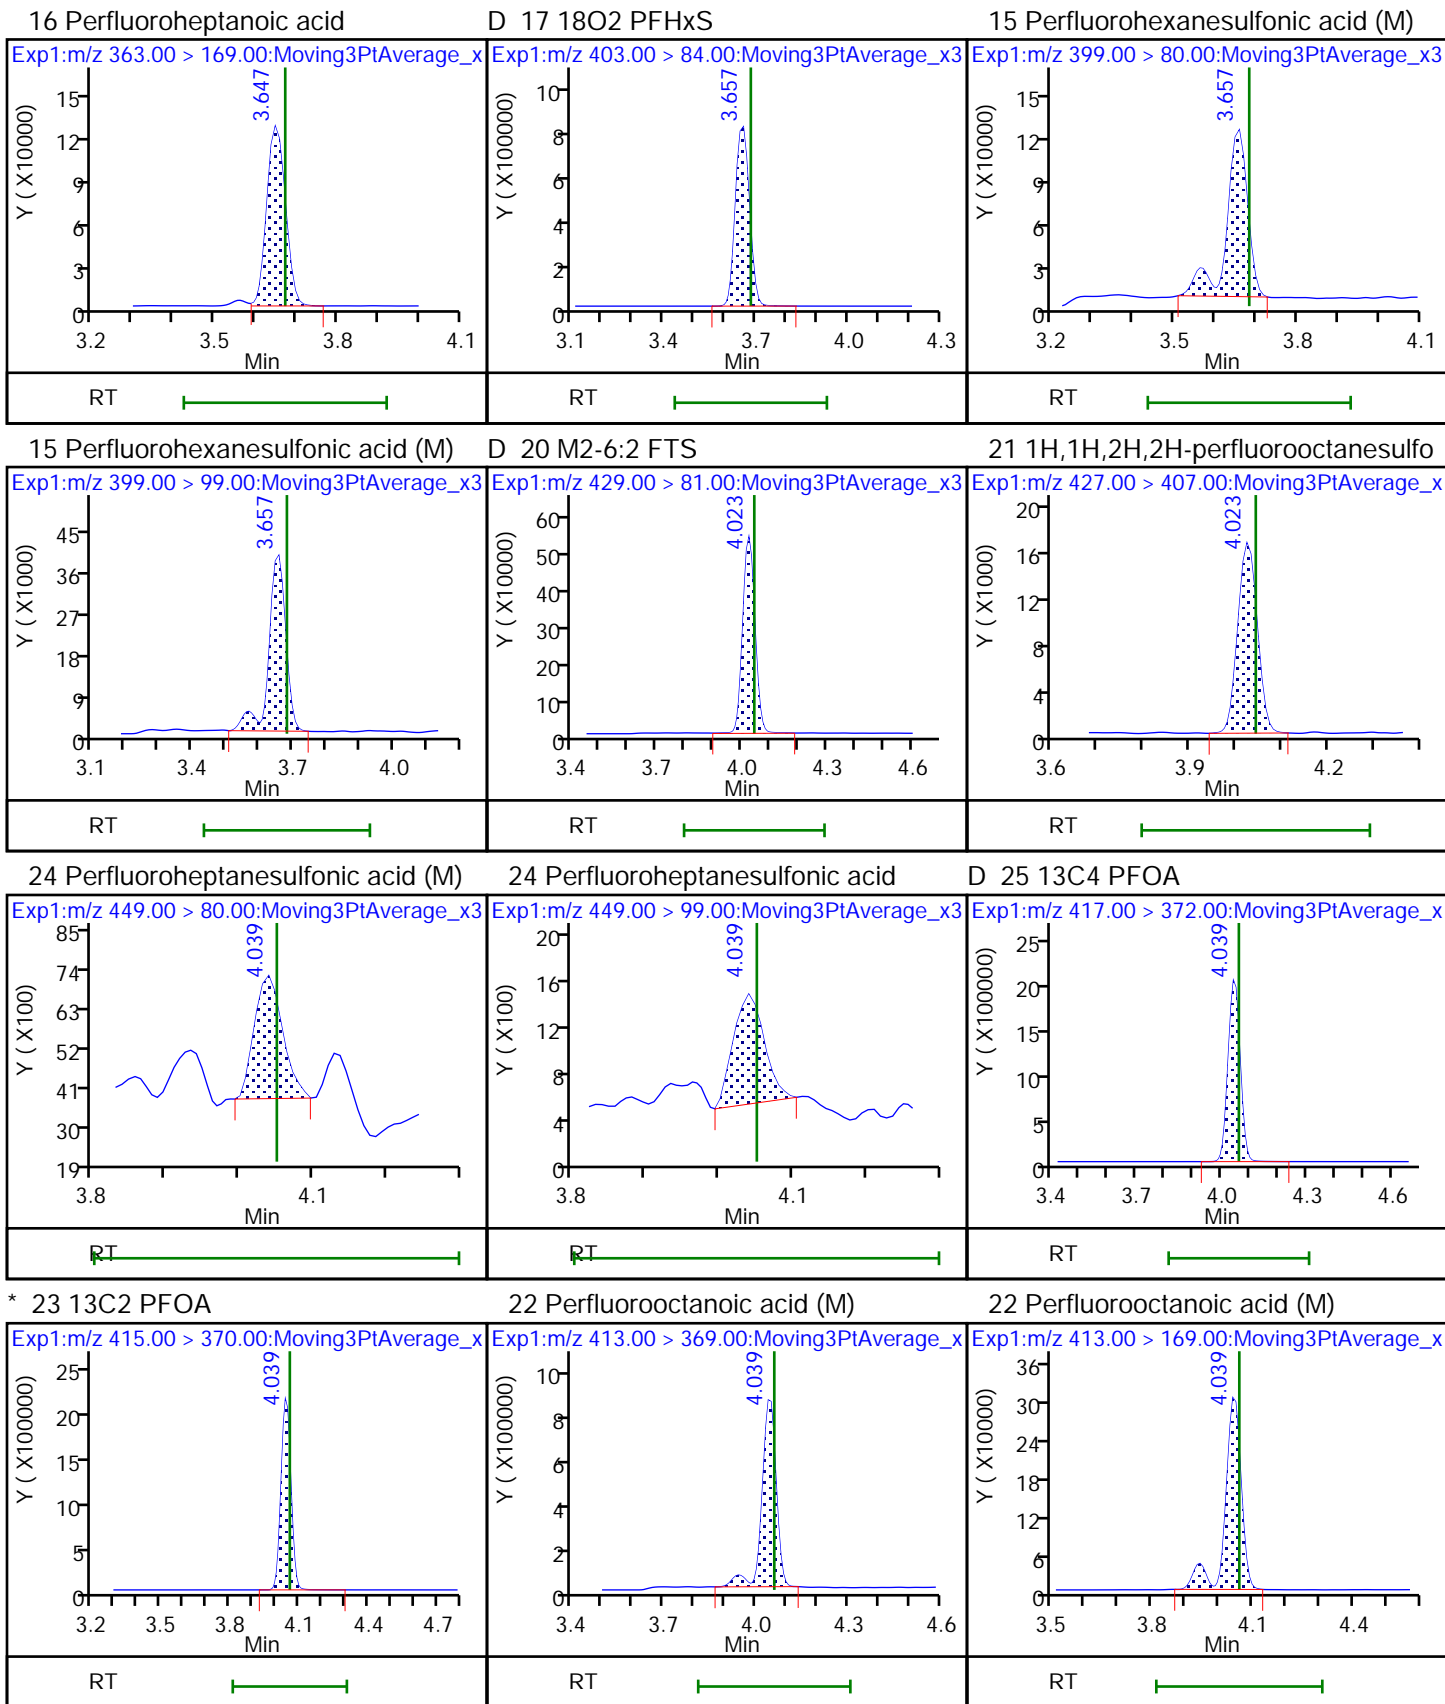 16 Perfluoroheptanoic acid
Exp1:m/z 363.00 > 169.00:Moving3PtAverage_x
Y ( X10000)
15
12
9
6
3
0
3.647
3.2 3.5 3.8 4.1
Min
RT
D 17 18O2 PFHxS
Exp1:m/z 403.00 > 84.00:Moving3PtAverage_x3
Y ( X100000)
10
8
6
4
2
0
3.657
3.1 3.4 3.7 4.0 4.3
Min
RT
15 Perfluorohexanesulfonic acid (M)
Exp1:m/z 399.00 > 80.00:Moving3PtAverage_x3
Y ( X10000)
15
12
9
6
3
0
3.657
3.2 3.5 3.8 4.1
Min
RT
15 Perfluorohexanesulfonic acid (M)
Exp1:m/z 399.00 > 99.00:Moving3PtAverage_x3
Y ( X1000)
45
36
27
18
9
0
3.657
3.1 3.4 3.7 4.0
Min
RT
D 20 M2-6:2 FTS
Exp1:m/z 429.00 > 81.00:Moving3PtAverage_x3
Y ( X10000)
60
50
40
30
20
10
0
4.023
3.4 3.7 4.0 4.3 4.6
Min
RT
21 1H,1H,2H,2H-perfluorooctanesulfo
Exp1:m/z 427.00 > 407.00:Moving3PtAverage_x
Y ( X1000)
20
16
12
8
4
0
4.023
3.6 3.9 4.2
Min
RT
24 Perfluoroheptanesulfonic acid (M)
Exp1:m/z 449.00 > 80.00:Moving3PtAverage_x3
Y ( X100)
85
74
63
52
41
30
19
4.039
3.8 4.1
Min
RT
24 Perfluoroheptanesulfonic acid
Exp1:m/z 449.00 > 99.00:Moving3PtAverage_x3
Y ( X100)
20
16
12
8
4
0
4.039
3.8 4.1
Min
RT
D 25 13C4 PFOA
Exp1:m/z 417.00 > 372.00:Moving3PtAverage_x
Y ( X100000)
25
20
15
10
5
0
4.039
3.4 3.7 4.0 4.3 4.6
Min
RT
* 23 13C2 PFOA
Exp1:m/z 415.00 > 370.00:Moving3PtAverage_x
Y ( X100000)
25
20
15
10
5
0
4.039
3.2 3.5 3.8 4.1 4.4 4.7
Min
RT
22 Perfluorooctanoic acid (M)
Exp1:m/z 413.00 > 369.00:Moving3PtAverage_x
Y ( X100000)
10
8
6
4
2
0
4.039
3.4 3.7 4.0 4.3 4.6
Min
RT
22 Perfluorooctanoic acid (M)
Exp1:m/z 413.00 > 169.00:Moving3PtAverage_x
Y ( X10000)
36
30
24
18
12
6
0
4.039
3.5 3.8 4.1 4.4
Min
RT